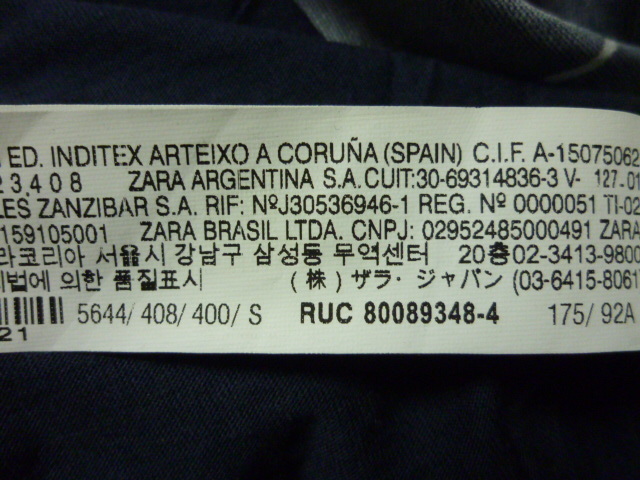 ED. INDITEX ARTEIXO A CORUÑA (SPAIN) C.I.F. A-15075062
23408 ZARA ARGENTINA S.A. CUIT: 30-69314836-3 V- 127.01
LES ZANZIBAR S.A. RIF: NºJ30536946-1 REG. Nº 0000051 TI-02
159105001 ZARA BRASIL LTDA. CNPJ: 02952485000491 ZARA
라코리아 서울시 강남구 삼성동 무역센터 20층 02-3413-9800
법에 의한 품질표시 (株) ザラ・ジャパン (03-6415-8061
5644/ 408/ 400/ S RUC 80089348-4 175/ 92A
21